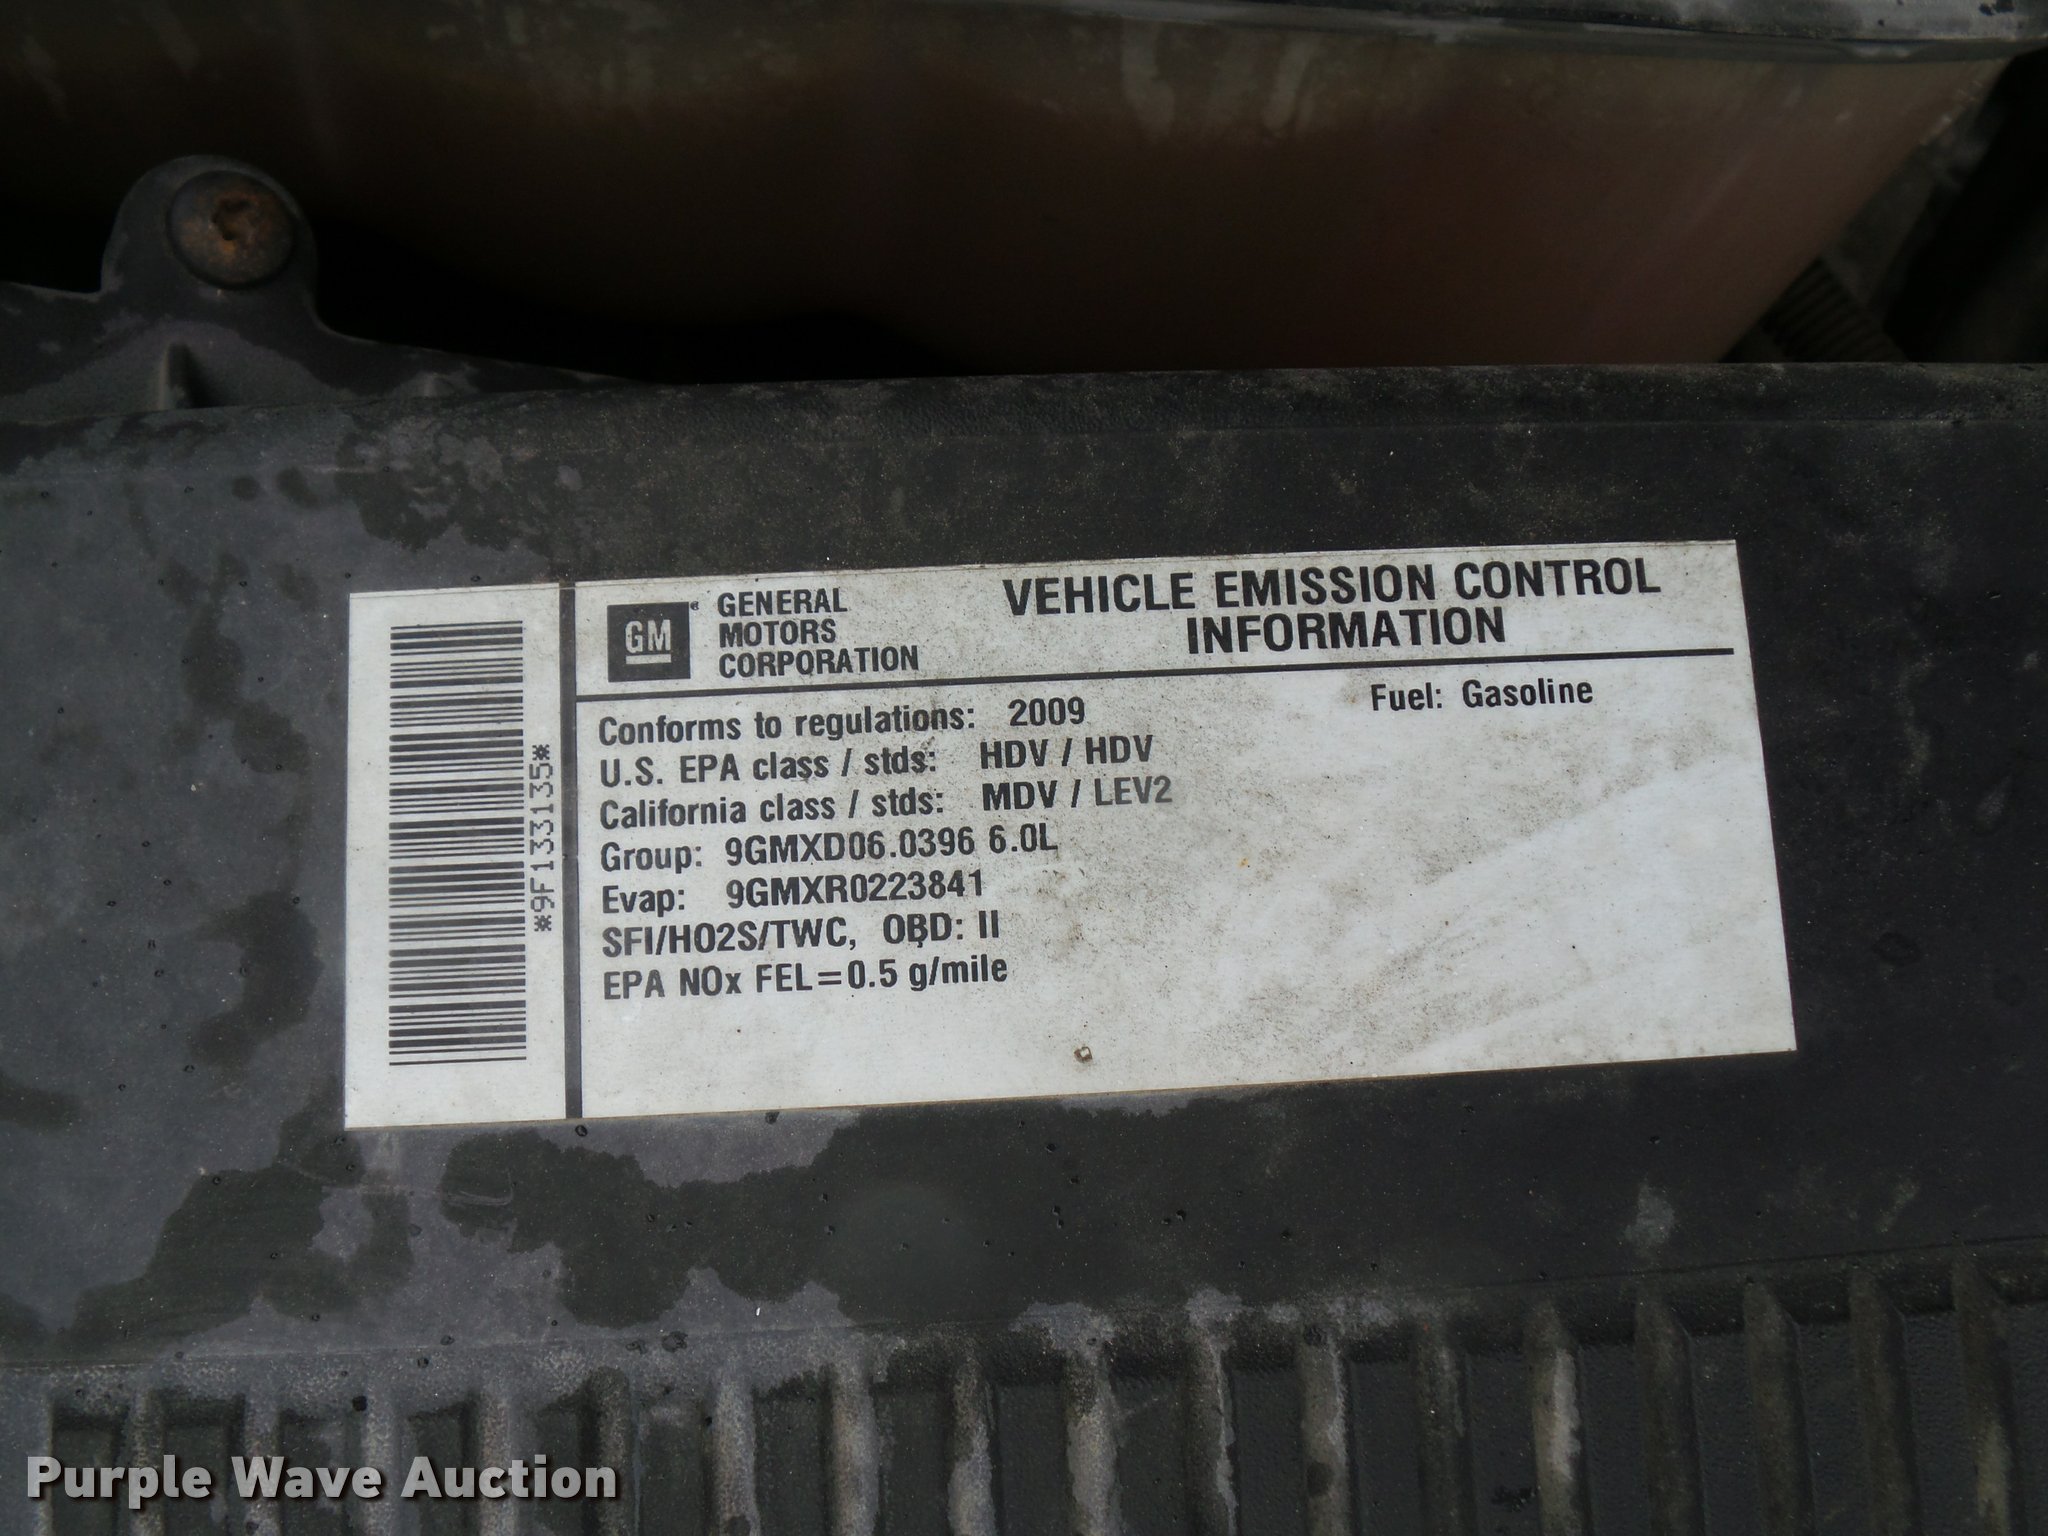 GM
®
GENERAL
MOTORS
CORPORATION
VEHICLE EMISSION CONTROL
INFORMATION
Conforms to regulations: 2009
Fuel: Gasoline
U.S. EPA class / stds: HDV / HDV
California class / stds: MDV / LEV2
Group: 9GMXD06.0396 6.0L
Evap: 9GMXR0223841
SFI/HO2S/TWC, OBD: II
EPA NOx FEL=0.5 g/mile
*9F133135*
Purple Wave Auction